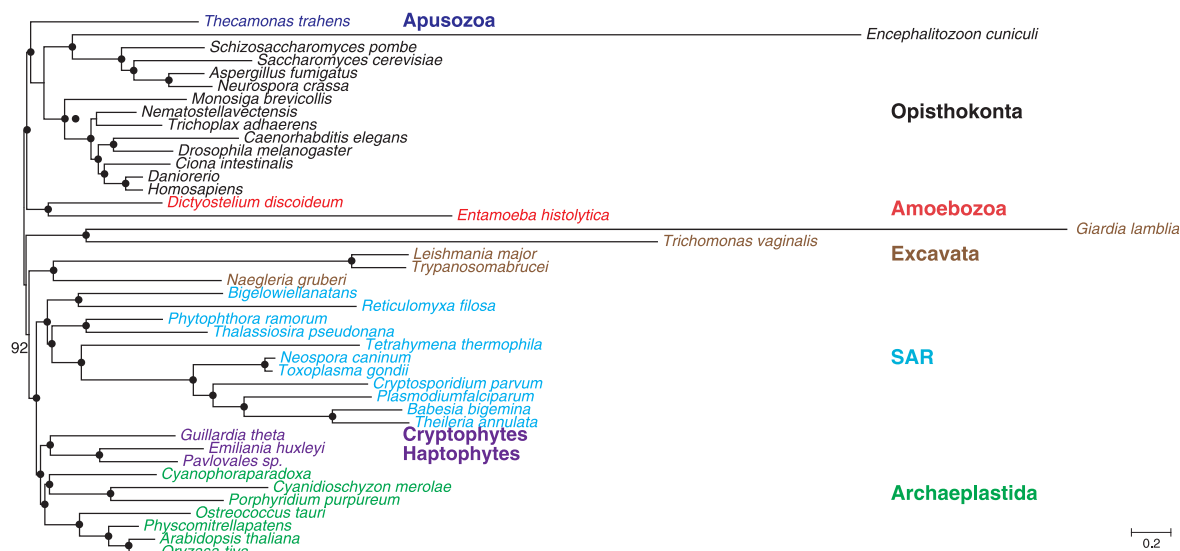 Thecamonas trahens
Apusozoa
Encephalitozoon cuniculi
Schizosaccharomyces pombe
Saccharomyces cerevisiae
Aspergillus fumigatus
Neurospora crassa
Monosiga brevicollis
Nematostellavectensis
Opisthokonta
Trichoplax adhaerens
Caenorhabditis elegans
Drosophila melanogaster
Ciona intestinalis
Daniorerio
Homosapiens
Dictyostelium discoideum
Amoebozoa
Entamoeba histolytica
Giardia lamblia
Trichomonas vaginalis
Excavata
Leishmania major
Trypanosomabrucei
Naegleria gruberi
Bigelowiellanatans
Reticulomyxa filosa
Phytophthora ramorum
Thalassiosira pseudonana
Tetrahymena thermophila
92
Neospora caninum
SAR
Toxoplasma gondii
Cryptosporidium parvum
Plasmodiumfalciparum
Babesia bigemina
Theileria annulata
Guillardia theta
Cryptophytes
Emiliania huxleyi
Haptophytes
Pavlovales sp.
Cyanophoraparadoxa
Cyanidioschyzon merolae
Archaeplastida
Porphyridium purpureum
Ostreococcus tauri
Physcomitrellapatens
Arabidopsis thaliana
0.2